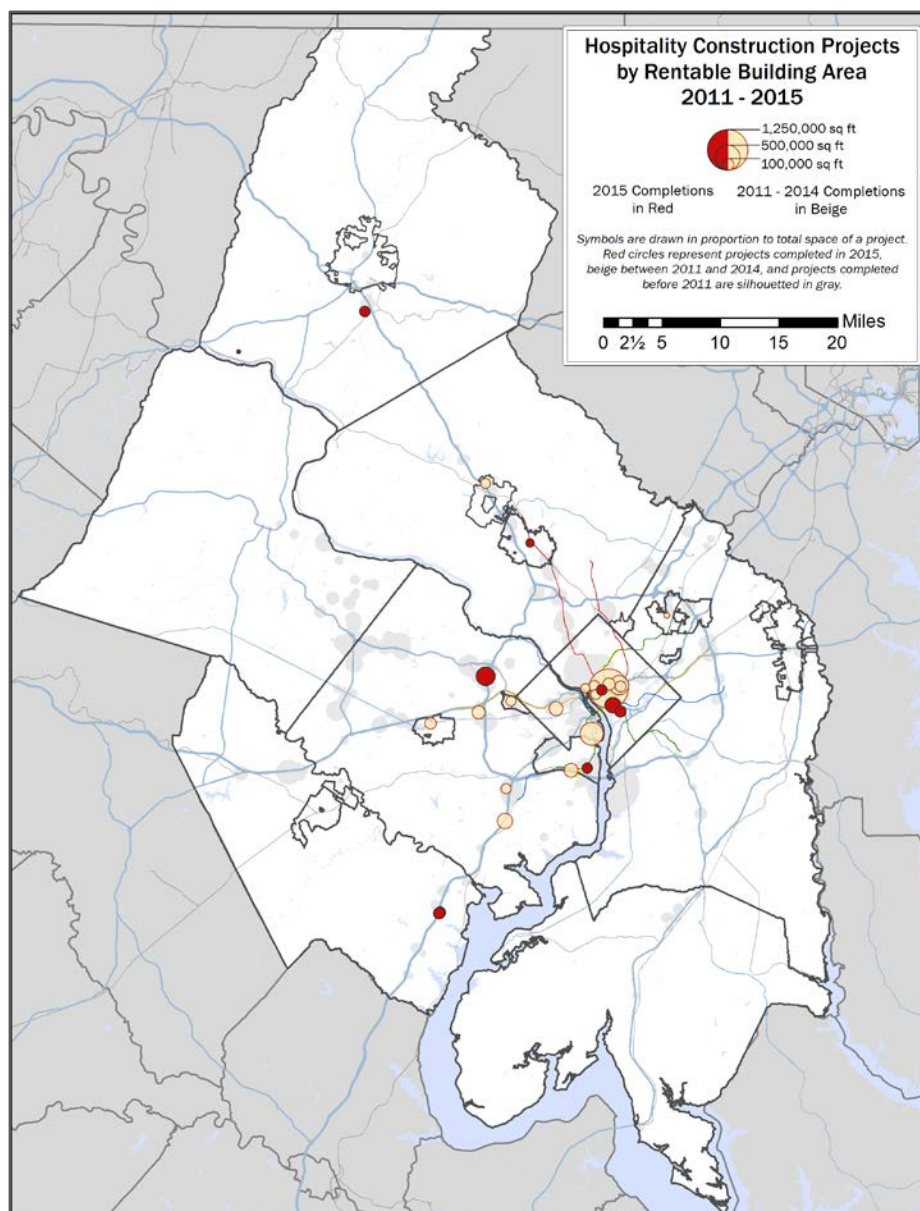 Hospitality Construction Projects
by Rentable Building Area
2011 - 2015
1,250,000 sq ft
500,000 sq ft
100,000 sq ft
2015 Completions
in Red
2011 - 2014 Completions
in Beige
Symbols are drawn in proportion to total space of a project.
Red circles represent projects completed in 2015,
beige between 2011 and 2014, and projects completed
before 2011 are silhouetted in gray.
Miles
0 2½ 5 10 15 20